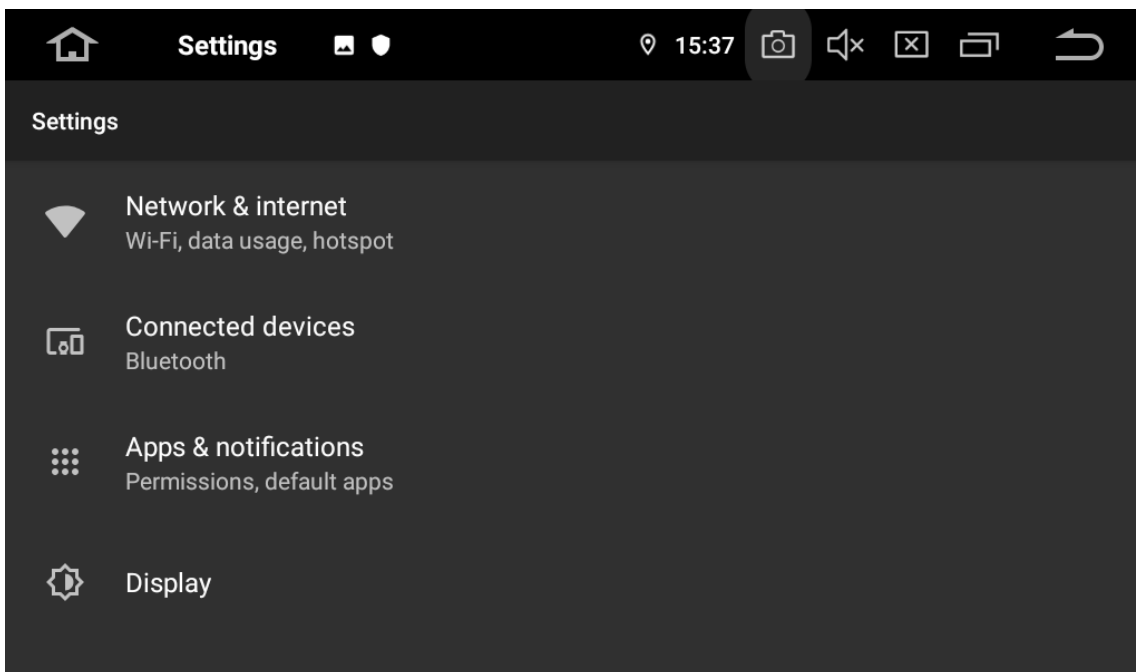 Settings
15:37
Settings
Network & internet
Wi-Fi, data usage, hotspot
Connected devices
Bluetooth
Apps & notifications
Permissions, default apps
Display